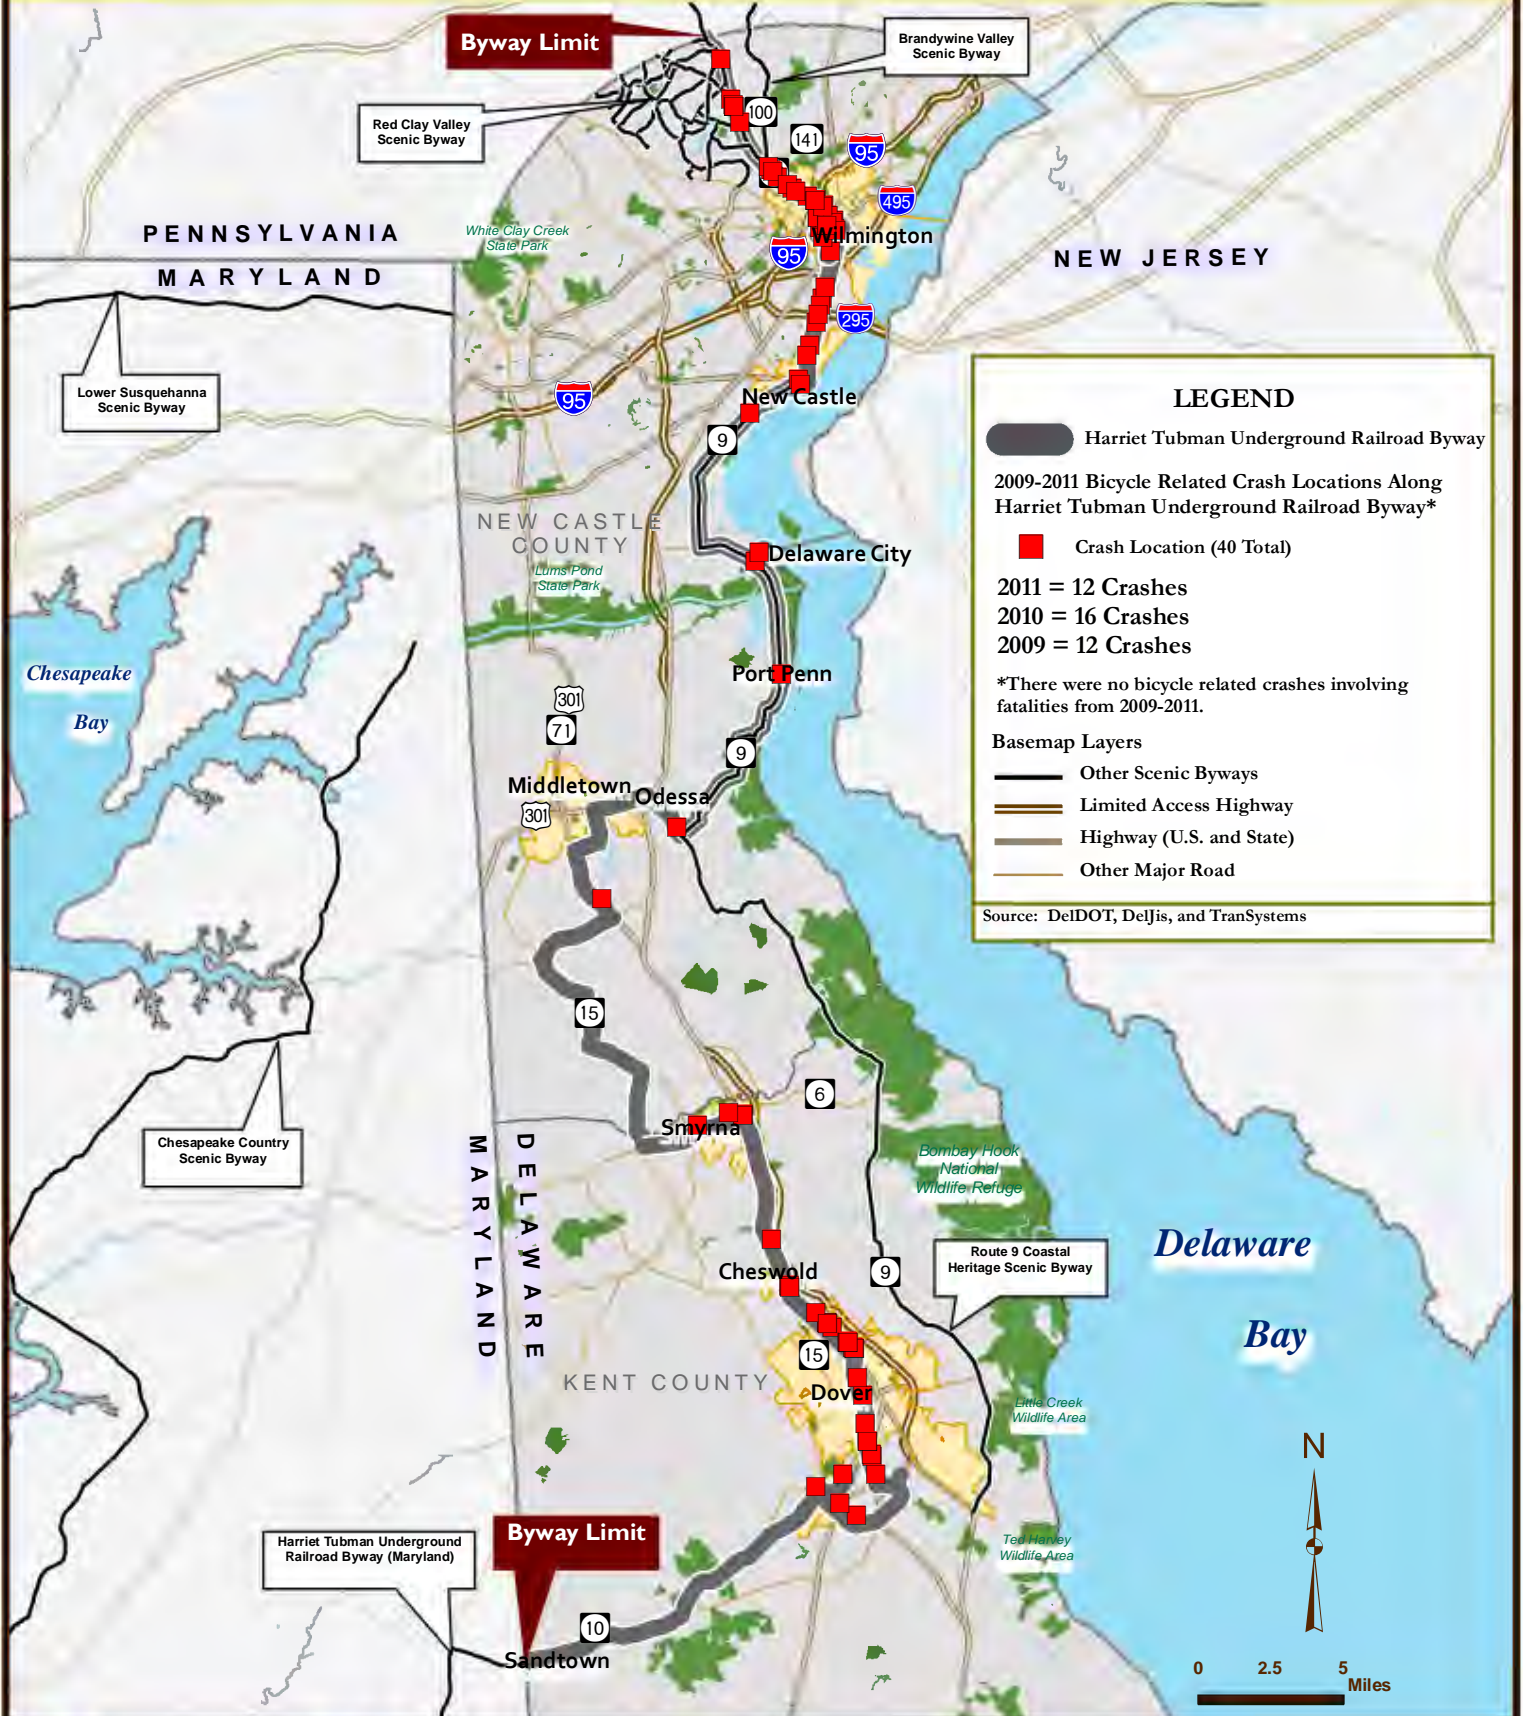 Byway Limit
Brandywine Valley
Scenic Byway
Red Clay Valley
Scenic Byway
100
141
95
495
PENNSYLVANIA
MARYLAND
White Clay Creek
State Park
Wilmington
95
NEW JERSEY
295
Lower Susquehanna
Scenic Byway
95
New Castle
9
NEW CASTLE
COUNTY
Lums Pond
State Park
Delaware City
LEGEND
Harriet Tubman Underground Railroad Byway
2009-2011 Bicycle Related Crash Locations Along
Harriet Tubman Underground Railroad Byway*
Crash Location (40 Total)
2011 = 12 Crashes
2010 = 16 Crashes
2009 = 12 Crashes
*There were no bicycle related crashes involving
fatalities from 2009-2011.
Basemap Layers
Other Scenic Byways
Limited Access Highway
Highway (U.S. and State)
Other Major Road
Source: DelDOT, DelJis, and TranSystems
Chesapeake
Bay
Port Penn
301
71
9
Middletown
Odessa
301
15
6
Smyrna
Chesapeake Country
Scenic Byway
MARYLAND
DELAWARE
Bombay Hook
National
Wildlife Refuge
Delaware
Bay
Route 9 Coastal
Heritage Scenic Byway
Cheswold
9
15
KENT COUNTY
Dover
Little Creek
Wildlife Area
N
Harriet Tubman Underground
Railroad Byway (Maryland)
Byway Limit
Ted Harvey
Wildlife Area
10
Sandtown
0 2.5 5
Miles